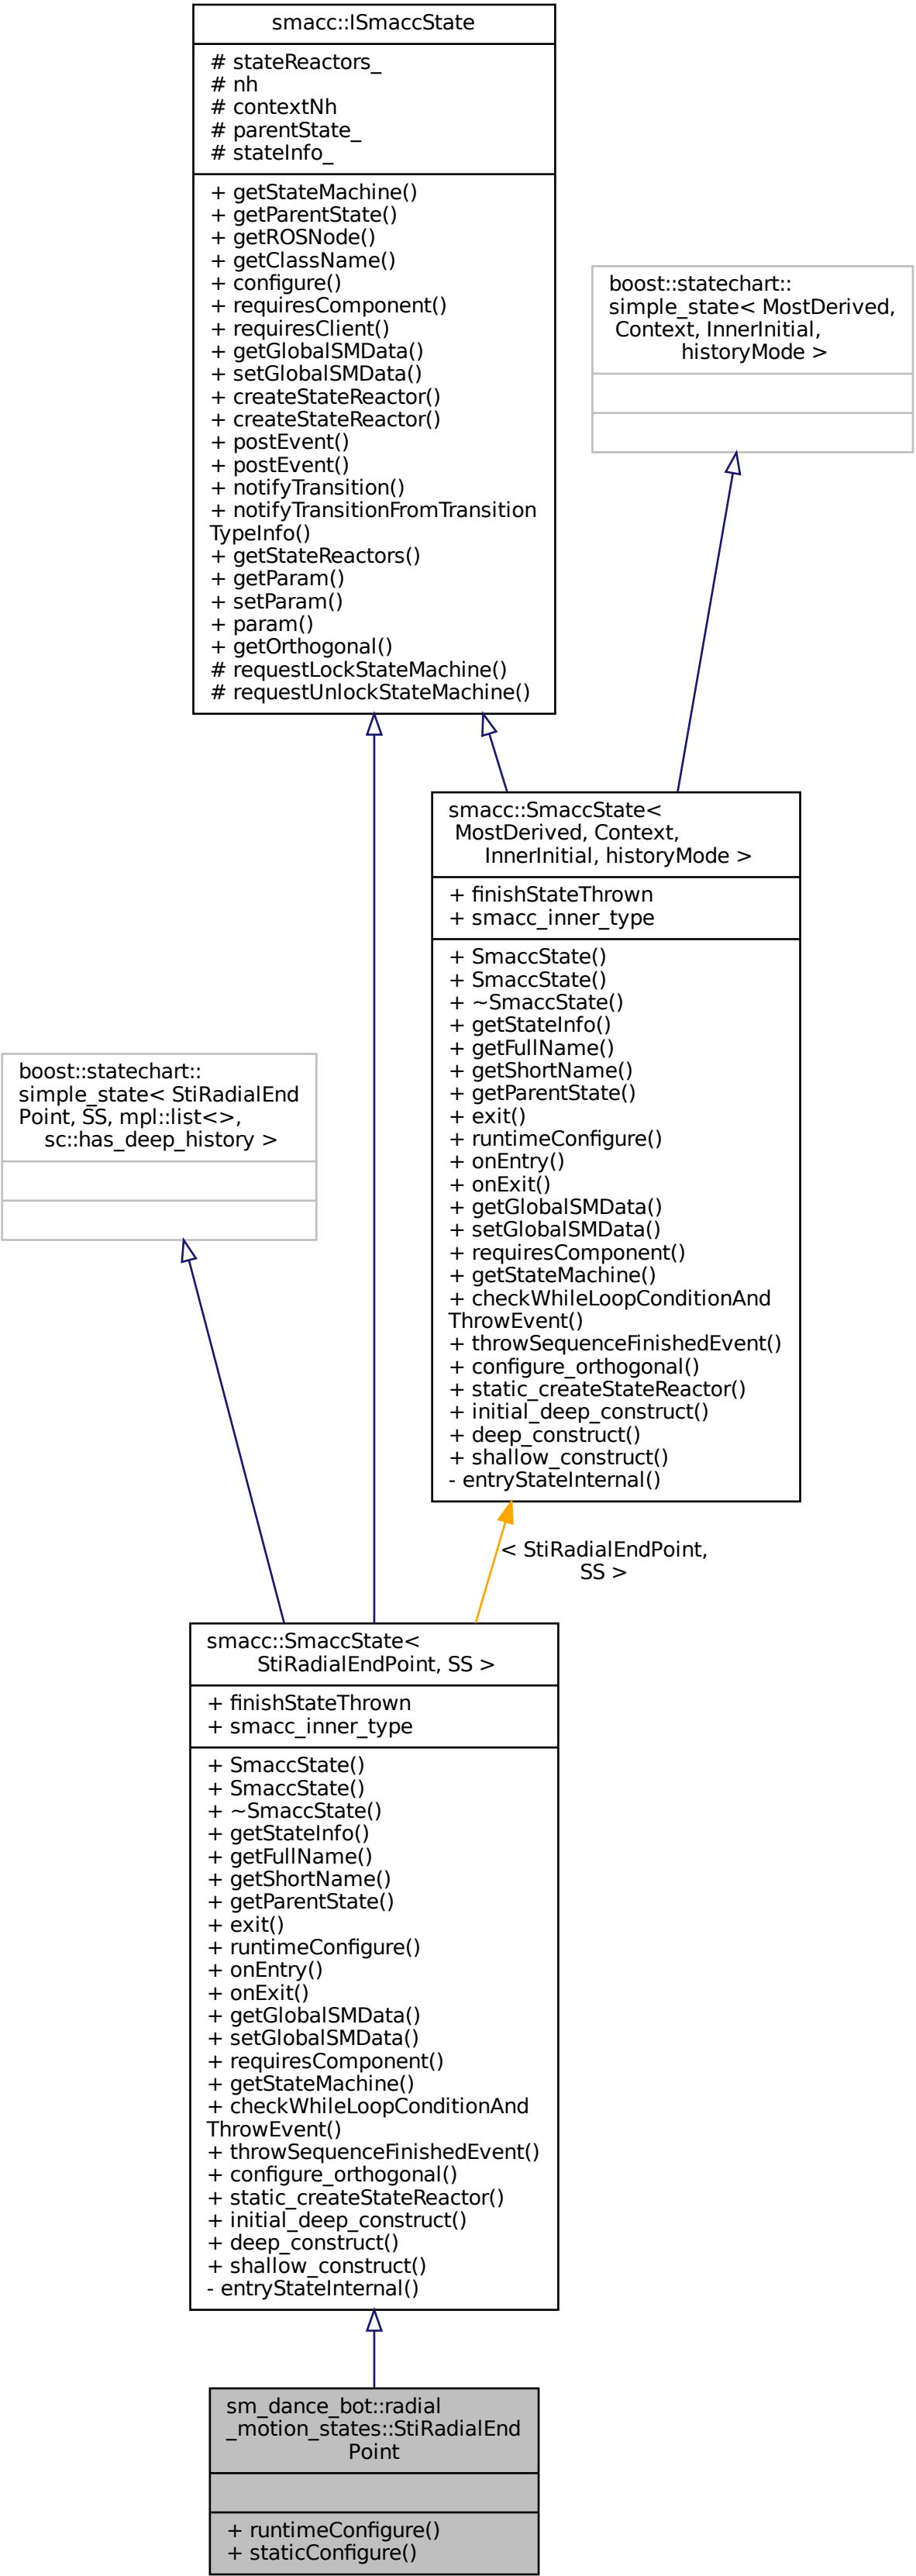 smacc::ISmaccState
# stateReactors_
# nh
# contextNh
# parentState_
# stateInfo_
+ getStateMachine()
+ getParentState()
+ getROSNode()
+ getClassName()
+ configure()
+ requiresComponent()
+ requiresClient()
+ getGlobalSMData()
+ setGlobalSMData()
+ createStateReactor()
+ createStateReactor()
+ postEvent()
+ postEvent()
+ notifyTransition()
+ notifyTransitionFromTransition
TypeInfo()
+ getStateReactors()
+ getParam()
+ setParam()
+ param()
+ getOrthogonal()
# requestLockStateMachine()
# requestUnlockStateMachine()
boost::statechart::
simple_state< MostDerived,
Context, InnerInitial,
historyMode >
smacc::SmaccState<
MostDerived, Context,
InnerInitial, historyMode >
+ finishStateThrown
+ smacc_inner_type
+ SmaccState()
+ SmaccState()
+ ~SmaccState()
+ getStateInfo()
+ getFullName()
+ getShortName()
+ getParentState()
+ exit()
+ runtimeConfigure()
+ onEntry()
+ onExit()
+ getGlobalSMData()
+ setGlobalSMData()
+ requiresComponent()
+ getStateMachine()
+ checkWhileLoopConditionAnd
ThrowEvent()
+ throwSequenceFinishedEvent()
+ configure_orthogonal()
+ static_createStateReactor()
+ initial_deep_construct()
+ deep_construct()
+ shallow_construct()
- entryStateInternal()
boost::statechart::
simple_state< StiRadialEnd
Point, SS, mpl::list<>,
sc::has_deep_history >
< StiRadialEndPoint,
SS >
smacc::SmaccState<
StiRadialEndPoint, SS >
+ finishStateThrown
+ smacc_inner_type
+ SmaccState()
+ SmaccState()
+ ~SmaccState()
+ getStateInfo()
+ getFullName()
+ getShortName()
+ getParentState()
+ exit()
+ runtimeConfigure()
+ onEntry()
+ onExit()
+ getGlobalSMData()
+ setGlobalSMData()
+ requiresComponent()
+ getStateMachine()
+ checkWhileLoopConditionAnd
ThrowEvent()
+ throwSequenceFinishedEvent()
+ configure_orthogonal()
+ static_createStateReactor()
+ initial_deep_construct()
+ deep_construct()
+ shallow_construct()
- entryStateInternal()
sm_dance_bot::radial
_motion_states::StiRadialEnd
Point
+ runtimeConfigure()
+ staticConfigure()